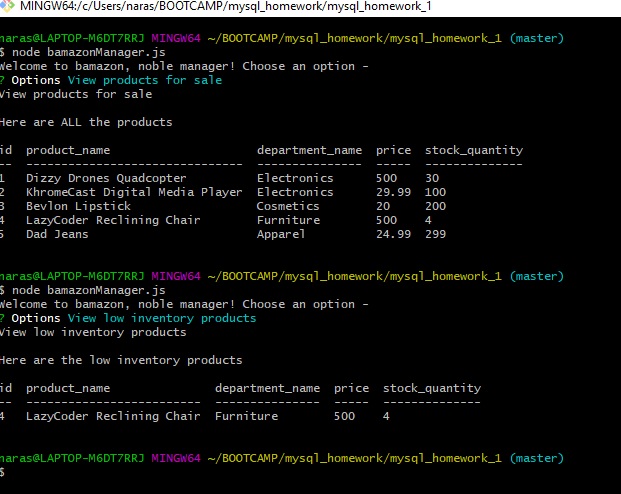 MINGW64:/c/Users/naras/BOOTCAMP/mysql_homework/mysql_homework_1
naras@LAPTOP-M6DT7RRJ MINGW64 ~/BOOTCAMP/mysql_homework/mysql_homework_1 (master)
$ node bamazonManager.js
Welcome to bamazon, noble manager! Choose an option -
? Options View products for sale
View products for sale
Here are ALL the products
id product_name department_name price stock_quantity
-- ------------------------------- --------------- ----- --------------
1 Dizzy Drones Quadcopter Electronics 500 30
2 KhromeCast Digital Media Player Electronics 29.99 100
3 Bevlon Lipstick Cosmetics 20 200
4 LazyCoder Reclining Chair Furniture 500 4
5 Dad Jeans Apparel 24.99 299
naras@LAPTOP-M6DT7RRJ MINGW64 ~/BOOTCAMP/mysql_homework/mysql_homework_1 (master)
$ node bamazonManager.js
Welcome to bamazon, noble manager! Choose an option -
? Options View low inventory products
View low inventory products
Here are the low inventory products
id product_name department_name price stock_quantity
-- ------------------------- --------------- ----- --------------
4 LazyCoder Reclining Chair Furniture 500 4
naras@LAPTOP-M6DT7RRJ MINGW64 ~/BOOTCAMP/mysql_homework/mysql_homework_1 (master)
$